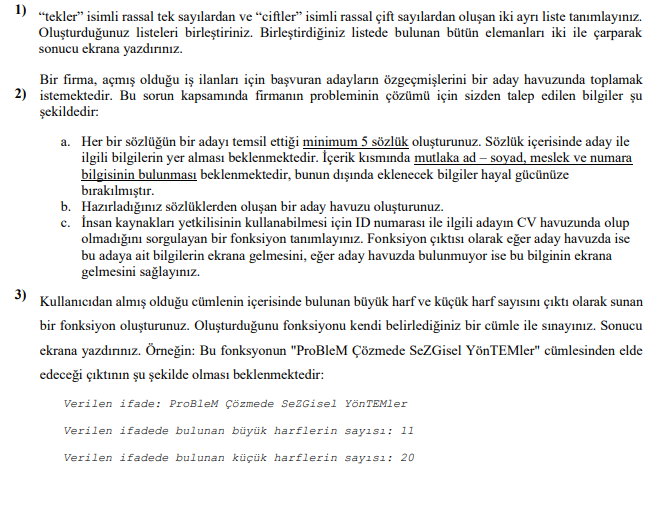 1) “tekler” isimli rassal tek sayılardan ve “ciftler” isimli rassal çift sayılardan oluşan iki ayrı liste tanımlayınız.
Oluşturduğunuz listeleri birleştiriniz. Birleştirdiğiniz listede bulunan bütün elemanları iki ile çarparak
sonucu ekrana yazdırınız.
Bir firma, açmış olduğu iş ilanları için başvuran adayların özgeçmişlerini bir aday havuzunda toplamak
2) istemektedir. Bu sorun kapsamında firmanın probleminin çözümü için sizden talep edilen bilgiler şu
şekildedir:
a. Her bir sözlüğün bir adayı temsil ettiği minimum 5 sözlük oluşturunuz. Sözlük içerisinde aday ile
ilgili bilgilerin yer alması beklenmektedir. İçerik kısmında mutlaka ad – soyad, meslek ve numara
bilgisinin bulunması beklenmektedir, bunun dışında eklenecek bilgiler hayal gücünüze
bırakılmıştır.
b. Hazırladığınız sözlüklerden oluşan bir aday havuzu oluşturunuz.
c. İnsan kaynakları yetkilisinin kullanabilmesi için ID numarası ile ilgili adayın CV havuzunda olup
olmadığını sorgulayan bir fonksiyon tanımlayınız. Fonksiyon çıktısı olarak eğer aday havuzda ise
bu adaya ait bilgilerin ekrana gelmesini, eğer aday havuzda bulunmuyor ise bu bilginin ekrana
gelmesini sağlayınız.
3) Kullanıcıdan almış olduğu cümlenin içerisinde bulunan büyük harf ve küçük harf sayısını çıktı olarak sunan
bir fonksiyon oluşturunuz. Oluşturduğunu fonksiyonu kendi belirlediğiniz bir cümle ile sınayınız. Sonucu
ekrana yazdırınız. Örneğin: Bu fonksyonun "ProBleM Çözmede SeZGisel YönTEMler" cümlesinden elde
edeceği çıktının şu şekilde olması beklenmektedir:
Verilen ifade: ProBleM Çözmede SeZGisel YönTEMler
Verilen ifadede bulunan büyük harflerin sayısı: 11
Verilen ifadede bulunan küçük harflerin sayısı: 20